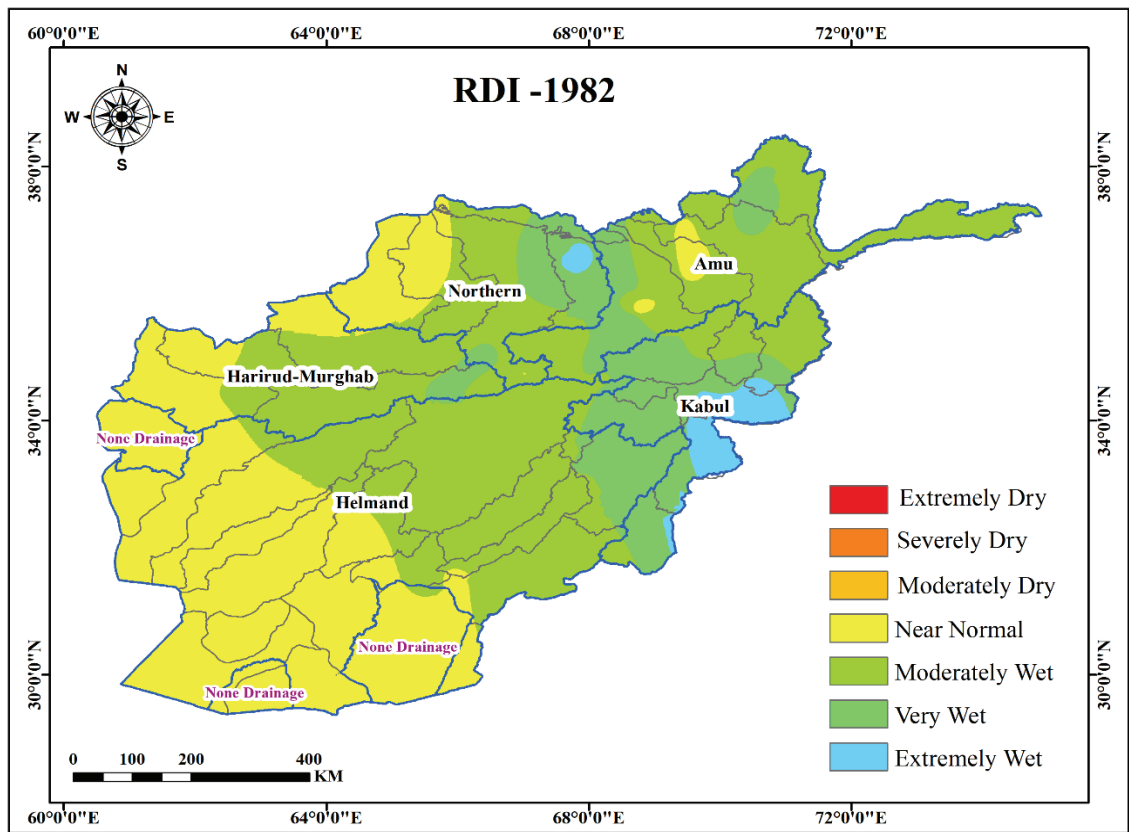 60°0'0"E 64°0'0"E 68°0'0"E 72°0'0"E
N
W E
S
RDI -1982
38°0'0"N 38°0'0"N
Amu
Northern
Harirud-Murghab
Kabul
34°0'0"N 34°0'0"N
None Drainage
Helmand
Extremely Dry
Severely Dry
Moderately Dry
Near Normal
None Drainage
Moderately Wet
30°0'0"N 30°0'0"N
None Drainage
Very Wet
Extremely Wet
0 100 200 400
KM
60°0'0"E 64°0'0"E 68°0'0"E 72°0'0"E